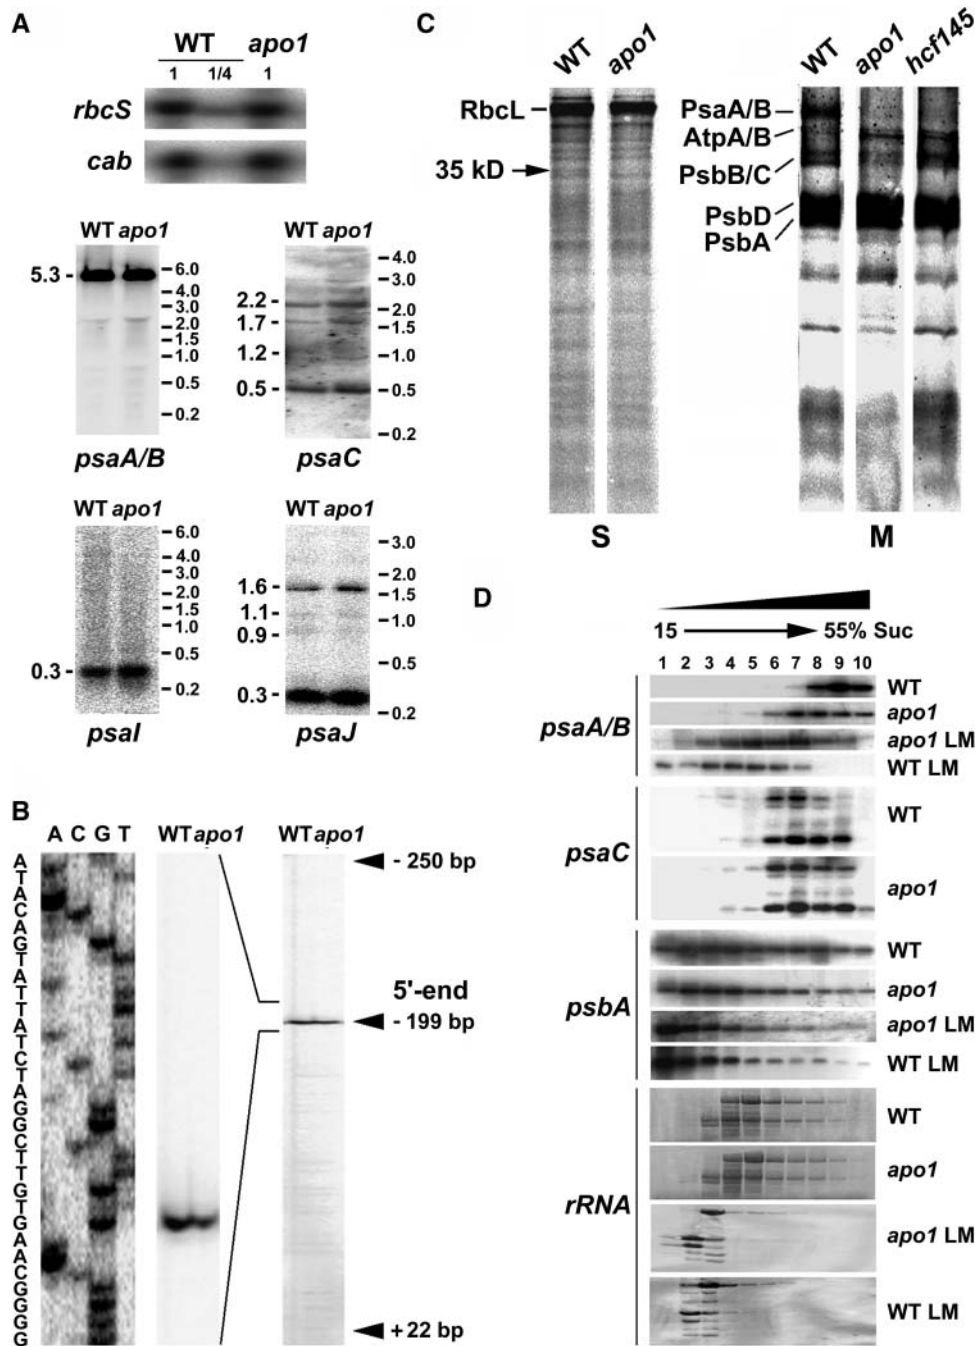 A
WT apo1
1 1/4 1
rbcS
cab
WT apo1
5.3
6.0
4.0
3.0
2.0
1.5
1.0
0.5
0.2
psaA/B
WT apo1
2.2
1.7
1.2
0.5
4.0
3.0
2.0
1.5
1.0
0.5
0.2
psaC
WT apo1
0.3
6.0
4.0
3.0
2.0
1.5
1.0
0.5
0.2
psaI
WT apo1
1.6
1.1
0.9
0.3
3.0
2.0
1.5
1.0
0.5
0.2
psaJ
B
A C G T
A
T
A
C
A
G
T
A
T
T
A
T
C
T
A
G
G
C
T
T
G
T
G
A
A
C
G
G
G
G
WT apo1
WT apo1
- 250 bp
5'-end
- 199 bp
+ 22 bp
C
WT apo1
RbcL
35 kD
S
WT apo1 hcf145
PsaA/B
AtpA/B
PsbB/C
PsbD
PsbA
M
D
15 55% Suc
1 2 3 4 5 6 7 8 9 10
psaA/B
WT
apo1
apo1 LM
WT LM
psaC
WT
apo1
psbA
WT
apo1
apo1 LM
WT LM
rRNA
WT
apo1
apo1 LM
WT LM